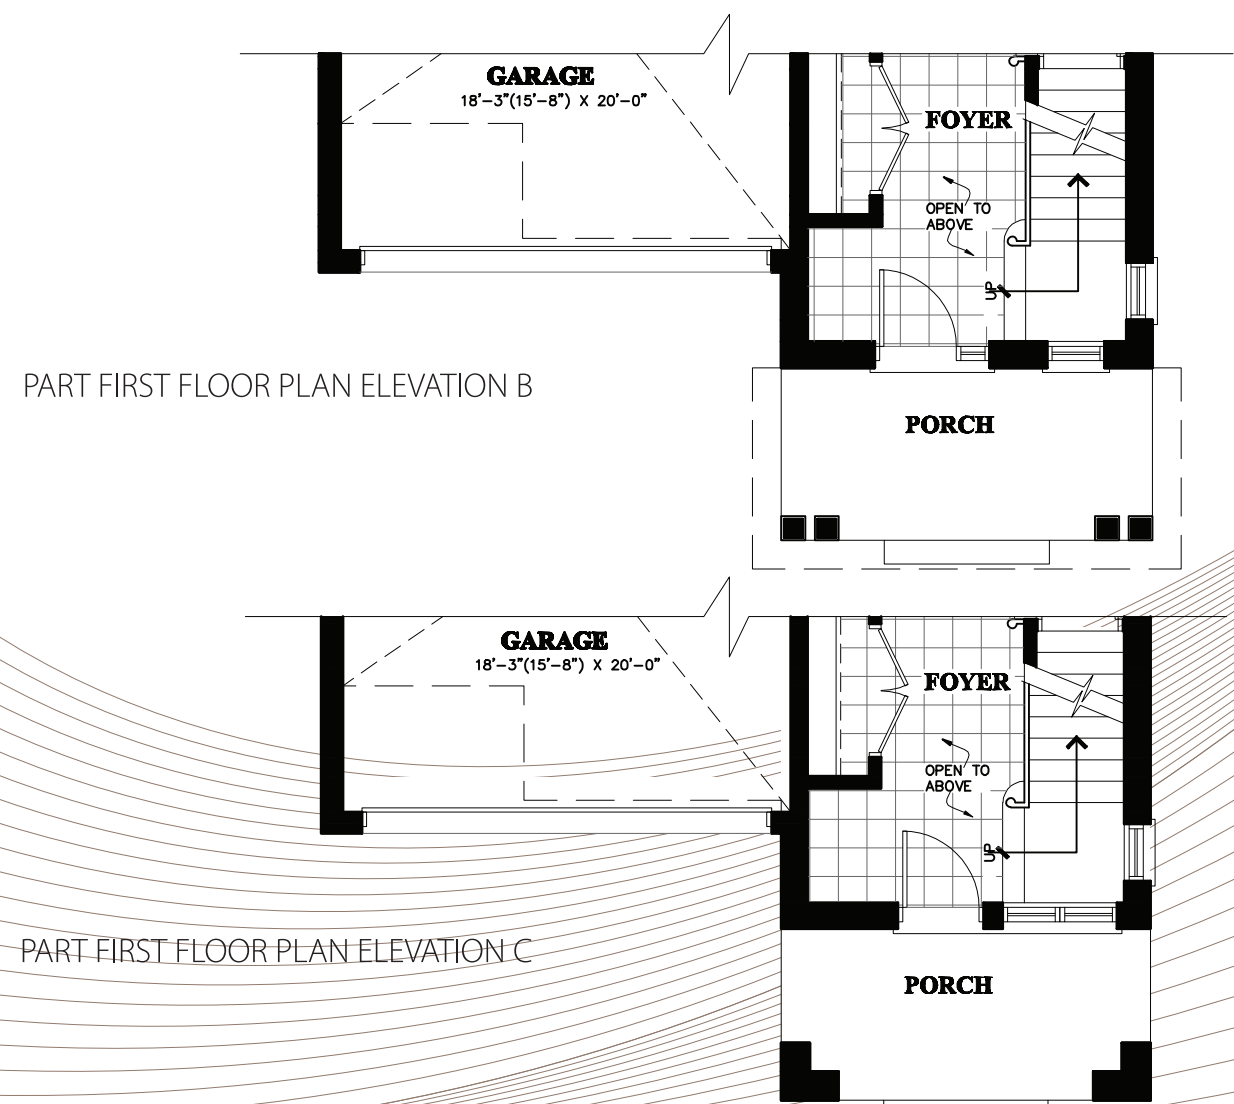 GARAGE
18'-3"(15'-8") X 20'-0"
FOYER
OPEN TO
ABOVE
UP
PART FIRST FLOOR PLAN ELEVATION B
PORCH
GARAGE
18'-3"(15'-8") X 20'-0"
FOYER
OPEN TO
ABOVE
UP
PART FIRST FLOOR PLAN ELEVATION C
PORCH